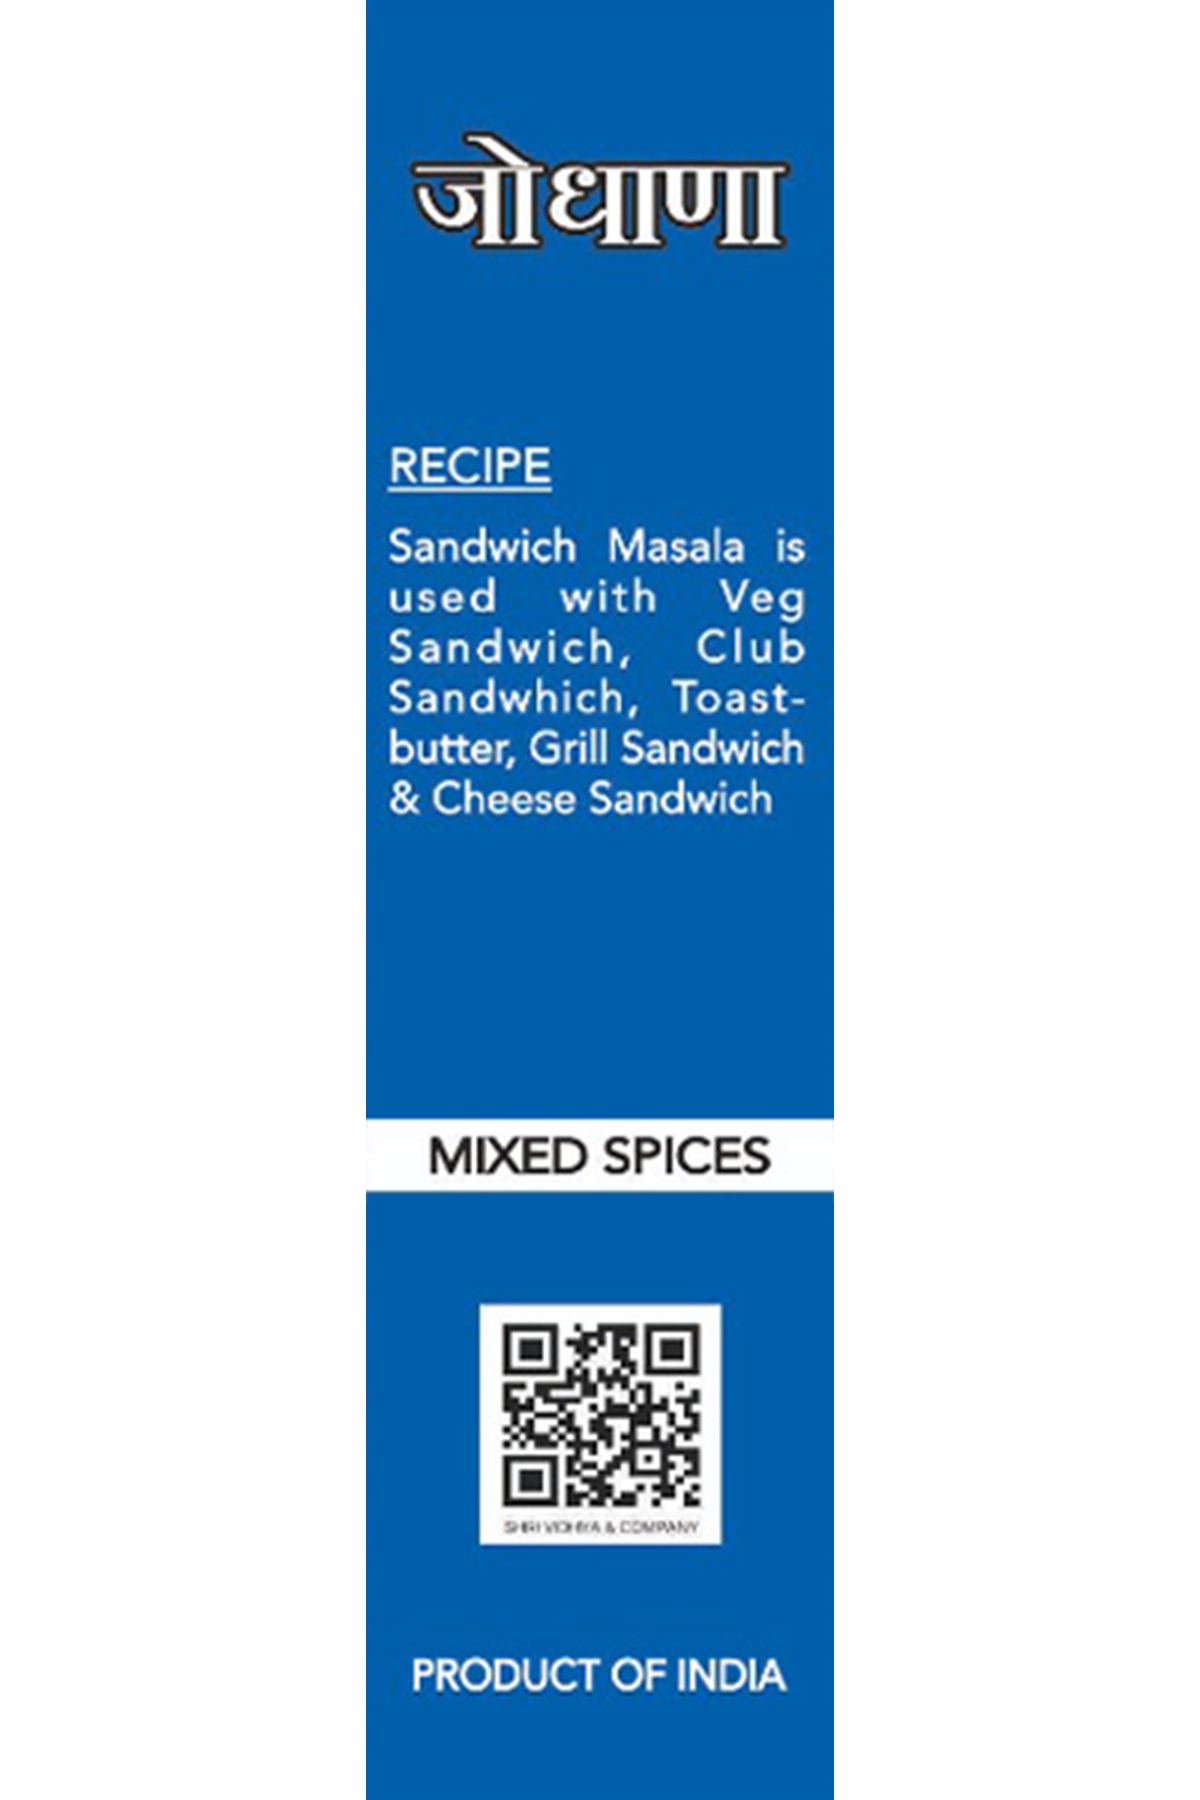 जोधाणा
RECIPE
Sandwich Masala is
used with Veg
Sandwich, Club
Sandwhich, Toast-
butter, Grill Sandwich
& Cheese Sandwich
MIXED SPICES
SHRI VIDHYA & COMPANY
PRODUCT OF INDIA